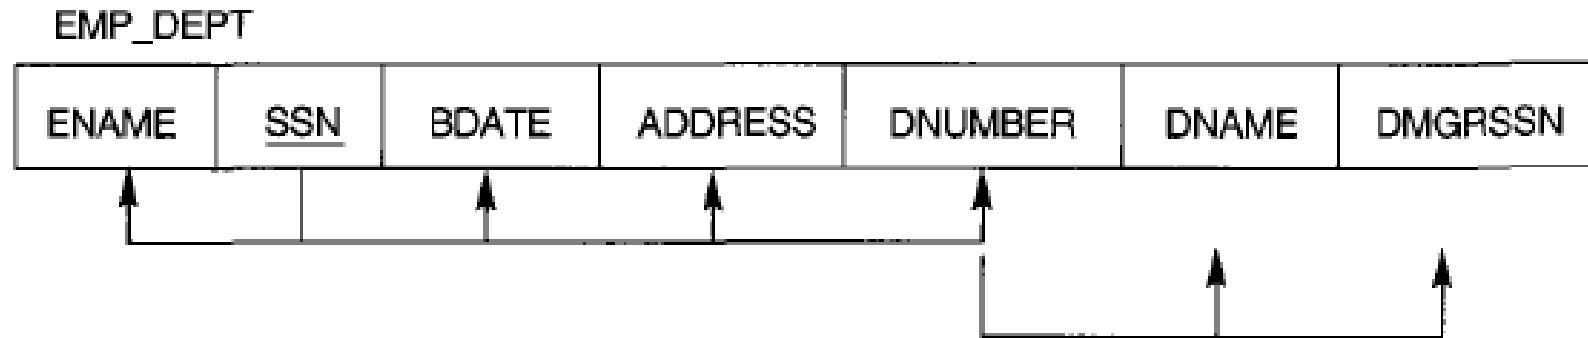 EMP_DEPT
ENAME SSN BDATE ADDRESS DNUMBER DNAME DMGRSSN